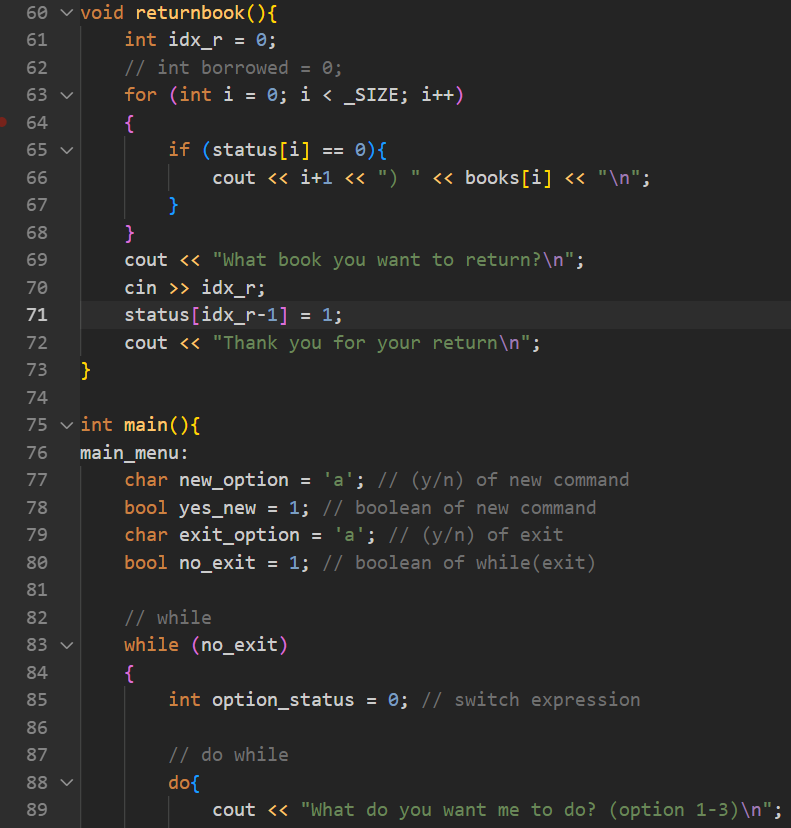 60 void returnbook(){
61     int idx_r = 0;
62     // int borrowed = 0;
63     for (int i = 0; i < _SIZE; i++)
64     {
65         if (status[i] == 0){
66             cout << i+1 << ") " << books[i] << "\n";
67         }
68     }
69     cout << "What book you want to return?\n";
70     cin >> idx_r;
71     status[idx_r-1] = 1;
72     cout << "Thank you for your return\n";
73 }
74
75 int main(){
76 main_menu:
77     char new_option = 'a'; // (y/n) of new command
78     bool yes_new = 1; // boolean of new command
79     char exit_option = 'a'; // (y/n) of exit
80     bool no_exit = 1; // boolean of while(exit)
81
82     // while
83     while (no_exit)
84     {
85         int option_status = 0; // switch expression
86
87         // do while
88         do{
89             cout << "What do you want me to do? (option 1-3)\n";